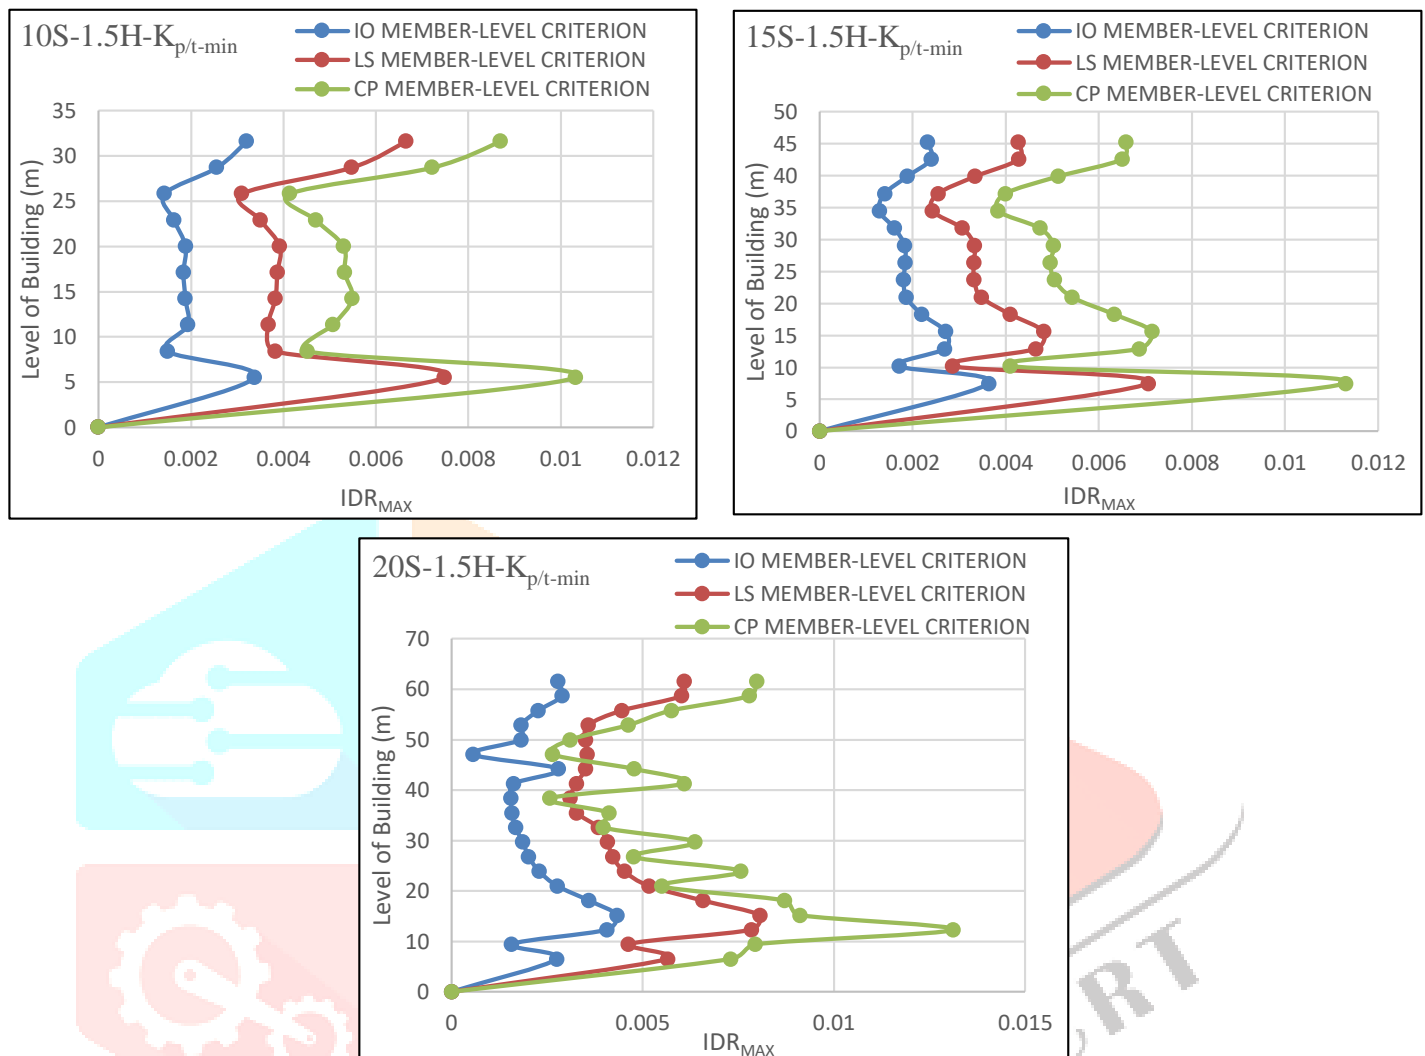 10S-1.5H-Kp/t-min
IO MEMBER-LEVEL CRITERION
LS MEMBER-LEVEL CRITERION
CP MEMBER-LEVEL CRITERION
Level of Building (m)
35
30
25
20
15
10
5
0
0 0.002 0.004 0.006 0.008 0.01 0.012
IDRMAX
15S-1.5H-Kp/t-min
IO MEMBER-LEVEL CRITERION
LS MEMBER-LEVEL CRITERION
CP MEMBER-LEVEL CRITERION
Level of Building (m)
50
45
40
35
30
25
20
15
10
5
0
0 0.002 0.004 0.006 0.008 0.01 0.012
IDRMAX
20S-1.5H-Kp/t-min
IO MEMBER-LEVEL CRITERION
LS MEMBER-LEVEL CRITERION
CP MEMBER-LEVEL CRITERION
Level of Building (m)
70
60
50
40
30
20
10
0
0 0.005 0.01 0.015
IDRMAX